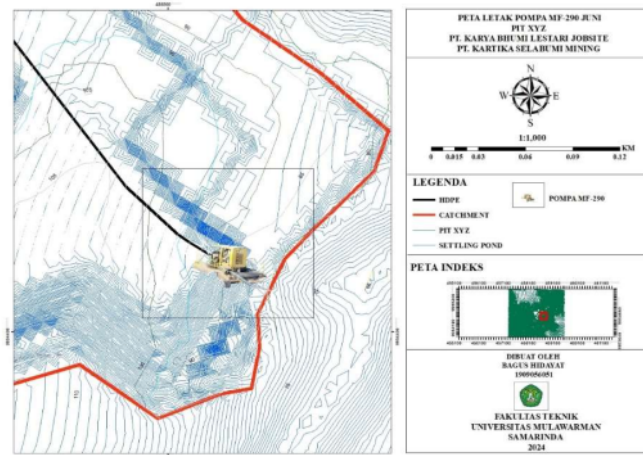 PETA LETAK POMPA MF-290 JUNI
PIT XYZ
PT. KARYA BHUMI LESTARI JOBSITE
PT. KARTIKA SELABUMI MINING
N
W E
S
1:1,000
KM
0 0.015 0.03 0.06 0.09 0.12
LEGENDA
HDPE
POMPA MF-290
CATCHMENT
PIT XYZ
SETTLING POND
PETA INDEKS
DIBUAT OLEH
BAGUS HIDAYAT
1909056051
FAKULTAS TEKNIK
UNIVERSITAS MULAWARMAN
SAMARINDA
2024